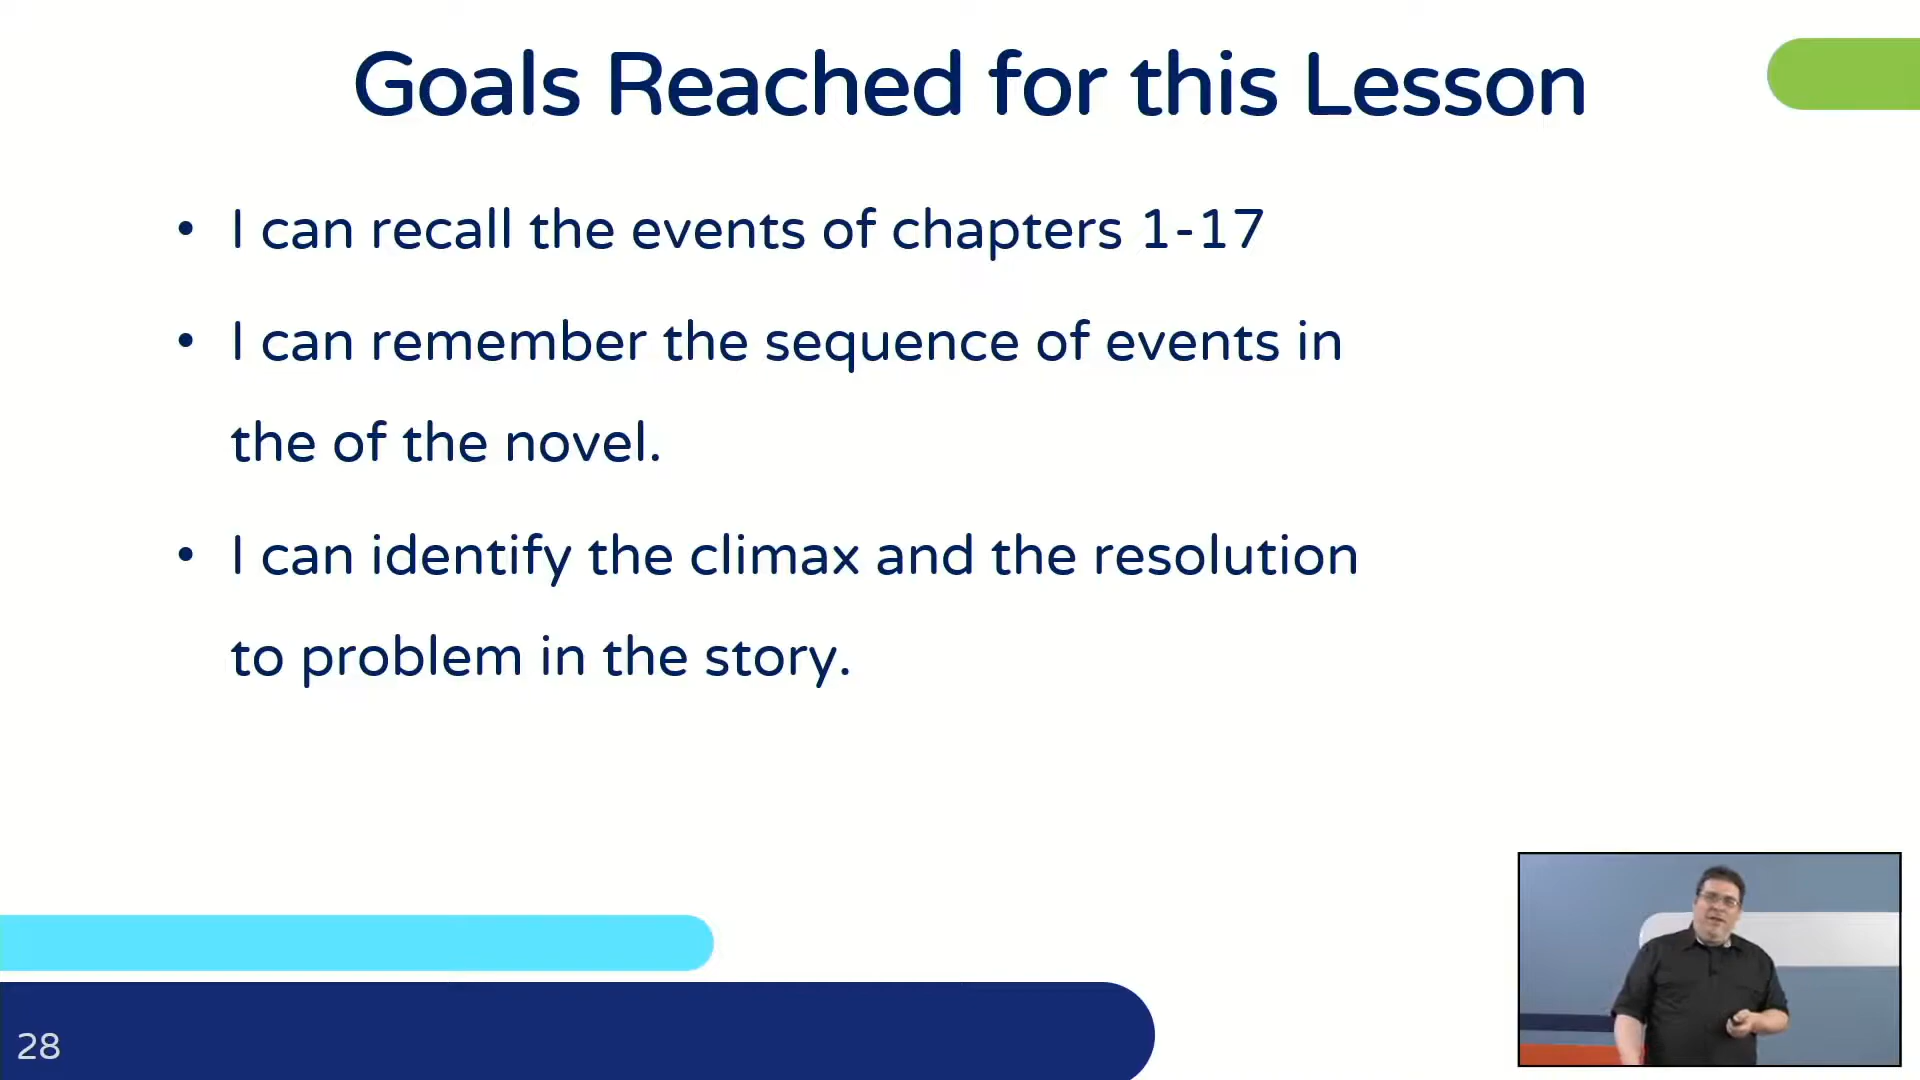 Goals Reached for this Lesson
• I can recall the events of chapters 1-17
• I can remember the sequence of events in
the of the novel.
• I can identify the climax and the resolution
to problem in the story.
28